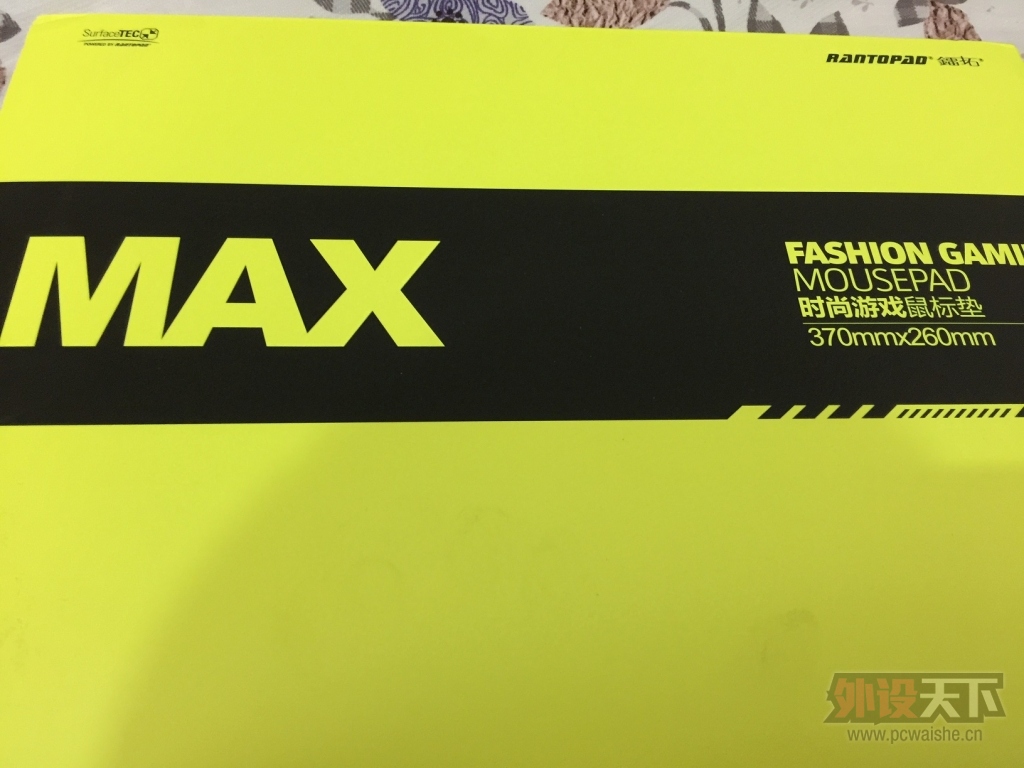 SurfaceTEC
POWERED BY RANTOPAD®
RANTOPAD® 鐳拓®
MAX
FASHION GAMI
MOUSEPAD
时尚游戏鼠标垫
370mmx260mm
外设天下
www.pcwaishe.cn